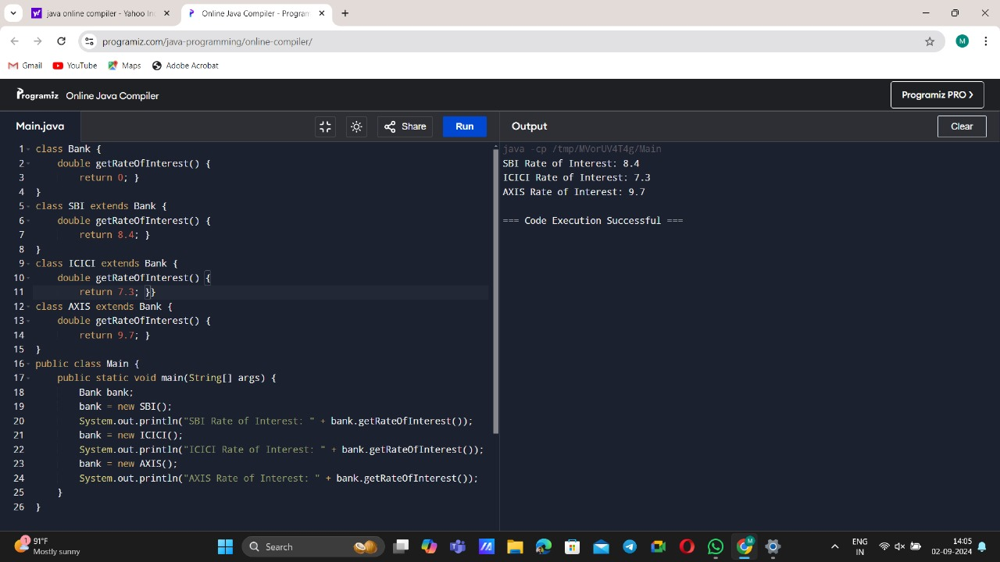 java online compiler - Yahoo In
Online Java Compiler - Program
programiz.com/java-programming/online-compiler/
M
Gmail
YouTube
Maps
Adobe Acrobat
Programiz Online Java Compiler
Programiz PRO >
Main.java
Share
Run
Output
Clear
1 class Bank {
2 double getRateOfInterest() {
3 return 0; }
4 }
5 class SBI extends Bank {
6 double getRateOfInterest() {
7 return 8.4; }
8 }
9 class ICICI extends Bank {
10 double getRateOfInterest() {
11 return 7.3; }}
12 class AXIS extends Bank {
13 double getRateOfInterest() {
14 return 9.7; }
15 }
16 public class Main {
17 public static void main(String[] args) {
18 Bank bank;
19 bank = new SBI();
20 System.out.println("SBI Rate of Interest: " + bank.getRateOfInterest());
21 bank = new ICICI();
22 System.out.println("ICICI Rate of Interest: " + bank.getRateOfInterest());
23 bank = new AXIS();
24 System.out.println("AXIS Rate of Interest: " + bank.getRateOfInterest());
25 }
26 }
java -cp /tmp/MVorUV4T4g/Main
SBI Rate of Interest: 8.4
ICICI Rate of Interest: 7.3
AXIS Rate of Interest: 9.7
=== Code Execution Successful ===
1
91°F
Mostly sunny
Search
M
ENG
IN
14:05
02-09-2024